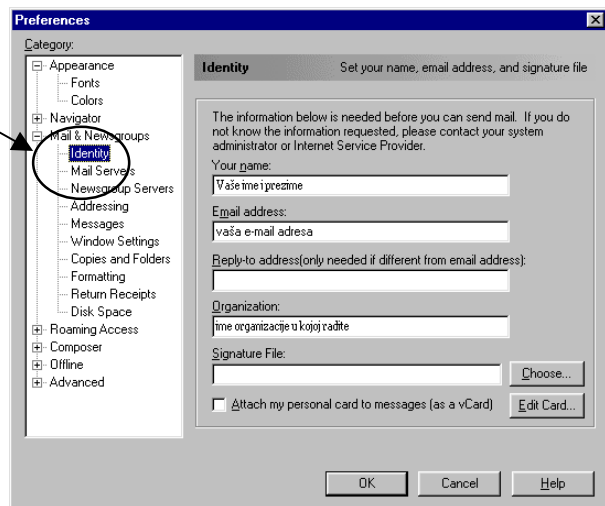 Preferences
Category:
Appearance
Fonts
Colors
Navigator
Mail & Newsgroups
Identity
Mail Servers
Newsgroup Servers
Addressing
Messages
Window Settings
Copies and Folders
Formatting
Return Receipts
Disk Space
Roaming Access
Composer
Offline
Advanced
Identity Set your name, email address, and signature file
The information below is needed before you can send mail. If you do
not know the information requested, please contact your system
administrator or Internet Service Provider.
Your name:
Vaše ime i prezime
Email address:
vaša e-mail adresa
Reply-to address(only needed if different from email address):
Organization:
ime organizacije u kojoj radite
Signature File:
Choose...
Attach my personal card to messages (as a vCard) Edit Card...
OK Cancel Help